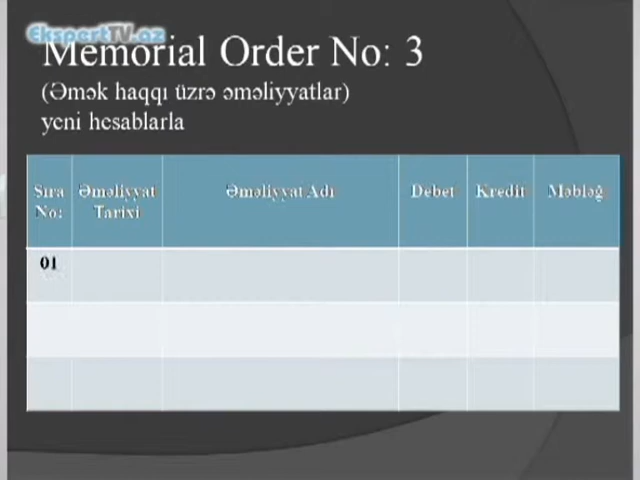 EkspertTV.az
Memorial Order No: 3
(Əmək haqqı üzrə əməliyyatlar)
yeni hesablarla
Sıra No:
Əməliyyat Tarixi
Əməliyyat Adı
Debet
Kredit
Məbləğ
01